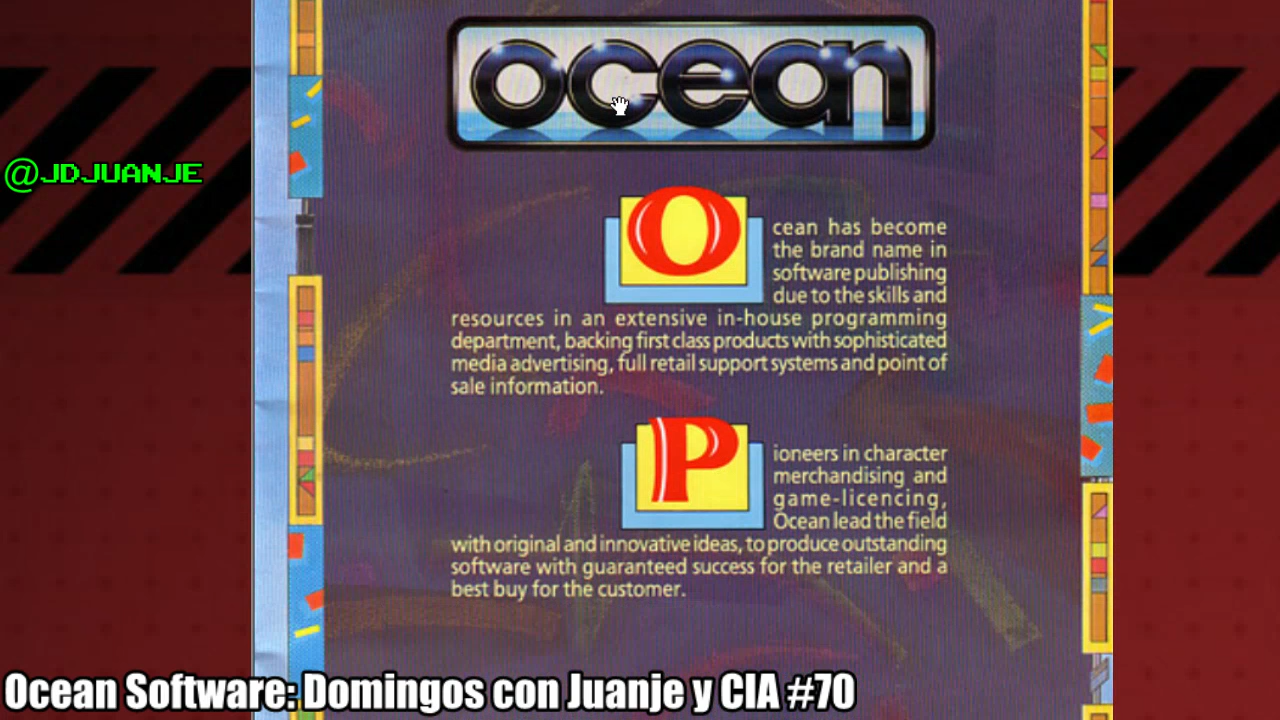 ocean
@JDJUANJE
Ocean has become
the brand name in
software publishing
due to the skills and
resources in an extensive in-house programming
department, backing first class products with sophisticated
media advertising, full retail support systems and point of
sale information.
Pioneers in character
merchandising and
game-licencing,
Ocean lead the field
with original and innovative ideas, to produce outstanding
software with guaranteed success for the retailer and a
best buy for the customer.
Ocean Software: Domingos con Juanje y CIA #70